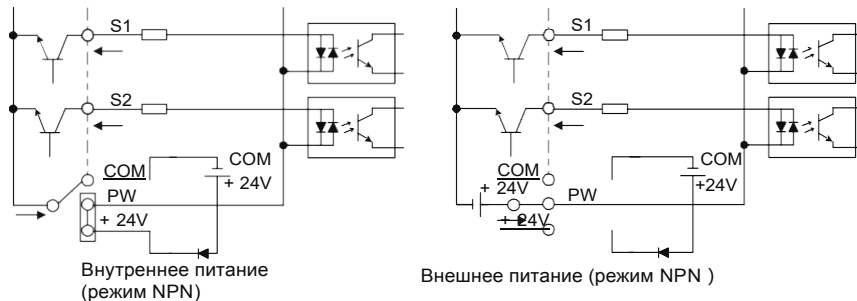 S1
S2
COM
COM
+ 24V
PW
+ 24V
Внутреннее питание
(режим NPN)
S1
S2
COM
COM
+ 24V
+24V
PW
+ 24V
Внешнее питание (режим NPN )